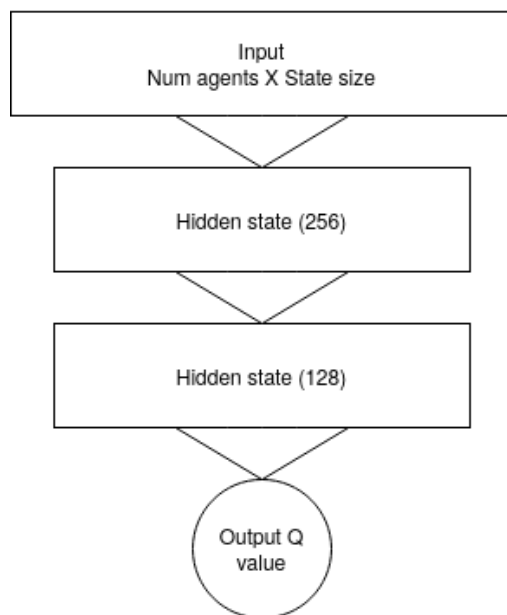 Input
Num agents X State size
Hidden state (256)
Hidden state (128)
Output Q
value